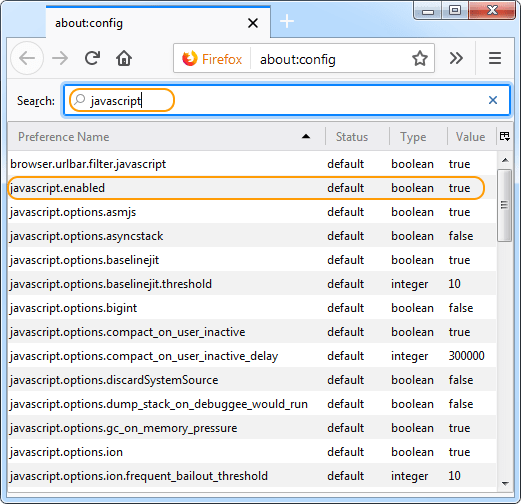 about:config
Firefox about:config
Search: javascript
Preference Name Status Type Value
browser.urlbar.filter.javascript default boolean true
javascript.enabled default boolean true
javascript.options.asmjs default boolean true
javascript.options.asyncstack default boolean false
javascript.options.baselinejit default boolean true
javascript.options.baselinejit.threshold default integer 10
javascript.options.bigint default boolean false
javascript.options.compact_on_user_inactive default boolean true
javascript.options.compact_on_user_inactive_delay default integer 300000
javascript.options.discardSystemSource default boolean false
javascript.options.dump_stack_on_debuggee_would_run default boolean false
javascript.options.gc_on_memory_pressure default boolean true
javascript.options.ion default boolean true
javascript.options.ion.frequent_bailout_threshold default integer 10